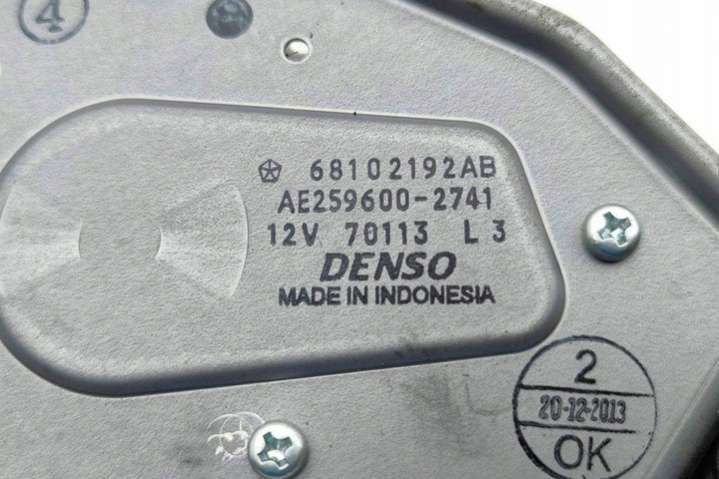 4
68102192AB
AE259600-2741
12V 70113 L 3
DENSO
MADE IN INDONESIA
2
20-12-2013
OK